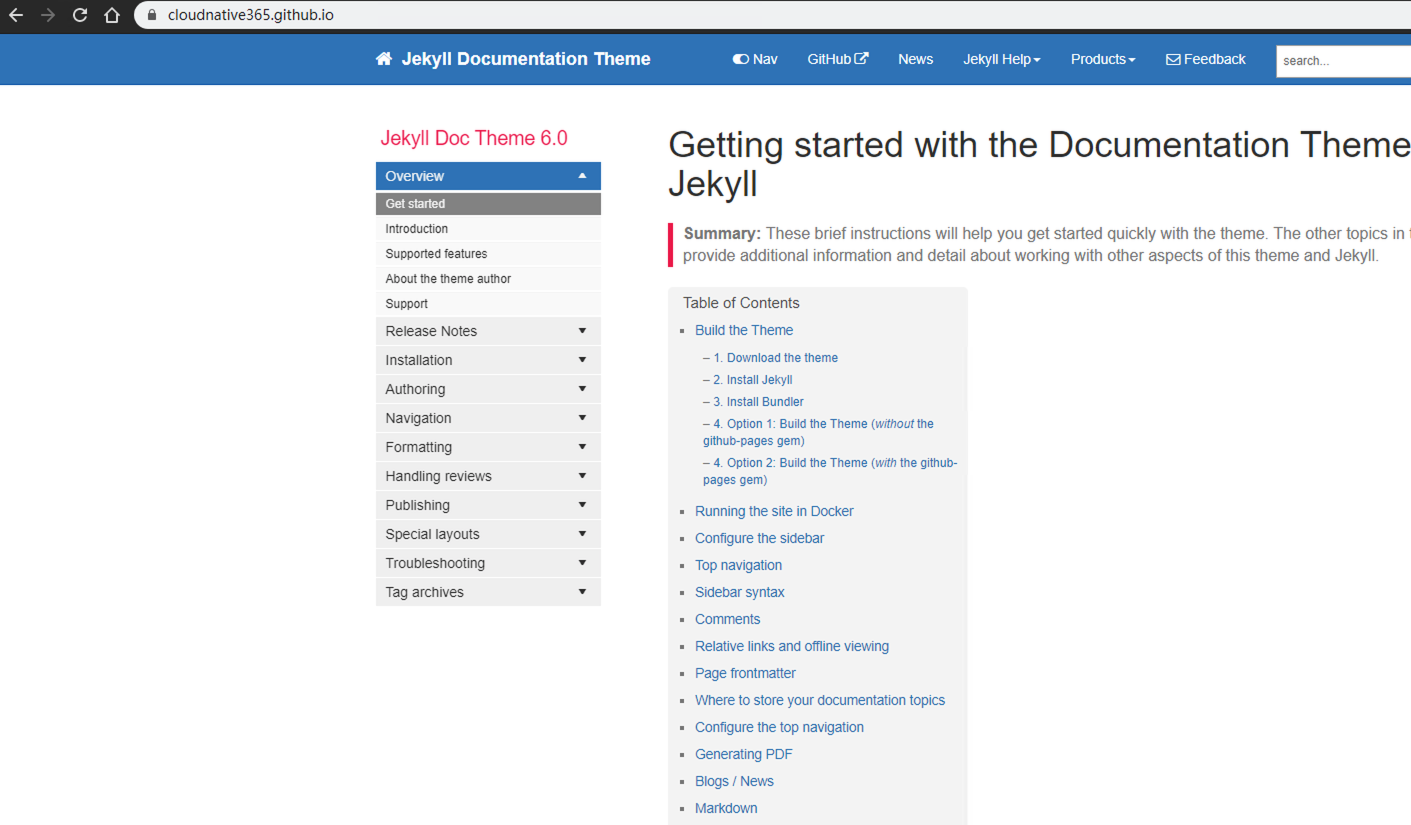 cloudnative365.github.io
Jekyll Documentation Theme
Nav
GitHub
News
Jekyll Help
Products
Feedback
search...
Jekyll Doc Theme 6.0
Overview
Get started
Introduction
Supported features
About the theme author
Support
Release Notes
Installation
Authoring
Navigation
Formatting
Handling reviews
Publishing
Special layouts
Troubleshooting
Tag archives
Getting started with the Documentation Theme
Jekyll
Summary: These brief instructions will help you get started quickly with the theme. The other topics in
provide additional information and detail about working with other aspects of this theme and Jekyll.
Table of Contents
Build the Theme
– 1. Download the theme
– 2. Install Jekyll
– 3. Install Bundler
– 4. Option 1: Build the Theme (without the
github-pages gem)
– 4. Option 2: Build the Theme (with the github-
pages gem)
Running the site in Docker
Configure the sidebar
Top navigation
Sidebar syntax
Comments
Relative links and offline viewing
Page frontmatter
Where to store your documentation topics
Configure the top navigation
Generating PDF
Blogs / News
Markdown